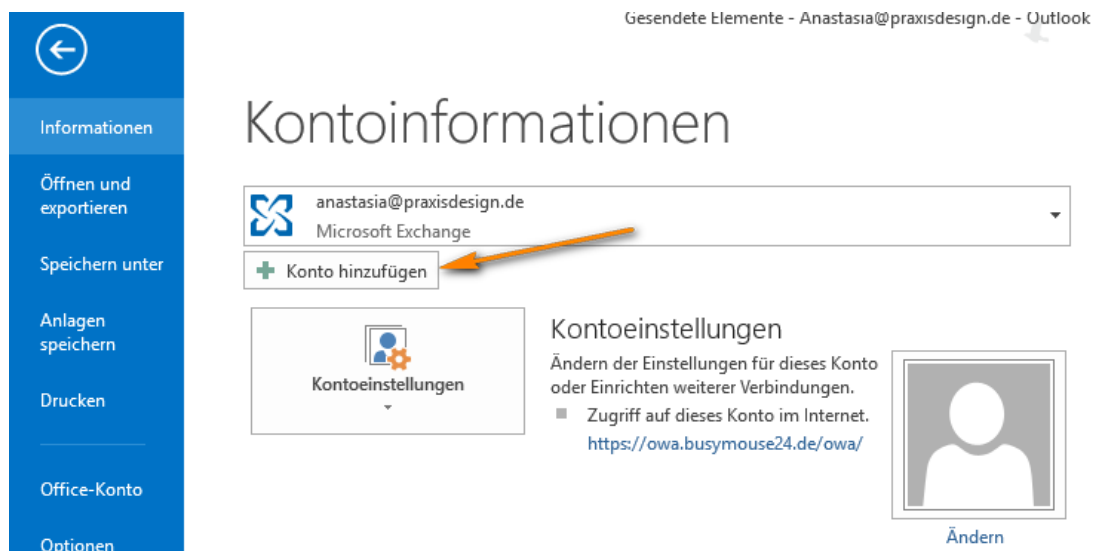 Gesendete Elemente - Anastasia@praxisdesign.de - Outlook
Informationen
Öffnen und
exportieren
Speichern unter
Anlagen
speichern
Drucken
Office-Konto
Optionen
Kontoinformationen
anastasia@praxisdesign.de
Microsoft Exchange
Konto hinzufügen
Kontoeinstellungen
Kontoeinstellungen
Ändern der Einstellungen für dieses Konto
oder Einrichten weiterer Verbindungen.
Zugriff auf dieses Konto im Internet.
https://owa.busymouse24.de/owa/
Ändern